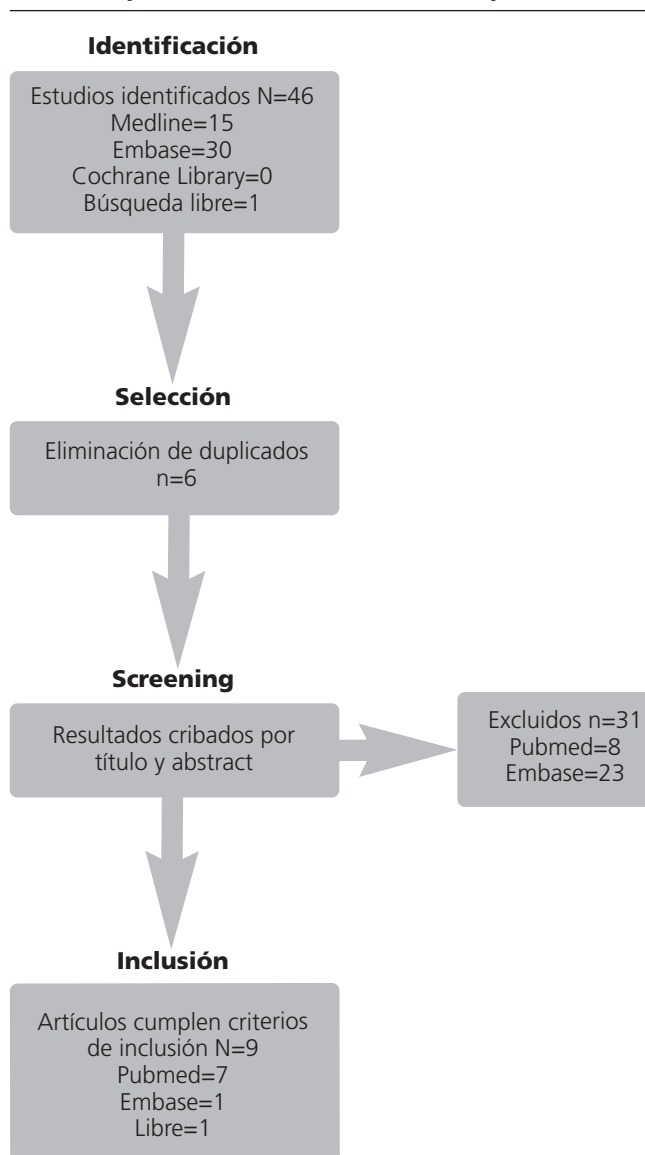 Identificación
Estudios identificados N=46
Medline=15
Embase=30
Cochrane Library=0
Búsqueda libre=1
Selección
Eliminación de duplicados
n=6
Screening
Resultados cribados por
título y abstract
Excluidos n=31
Pubmed=8
Embase=23
Inclusión
Artículos cumplen criterios
de inclusión N=9
Pubmed=7
Embase=1
Libre=1